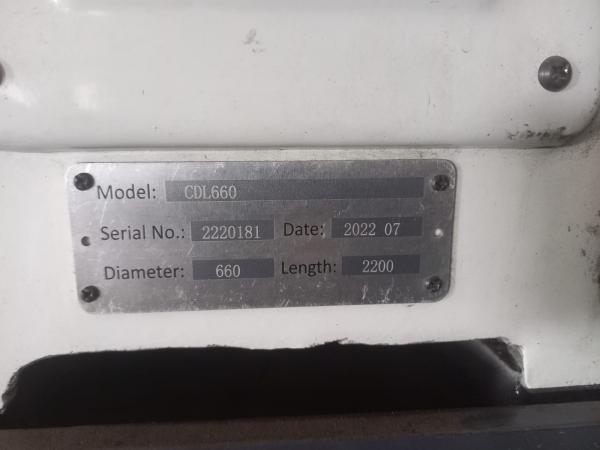 Model: CDL660
Serial No.: 2220181 Date: 2022 07
Diameter: 660 Length: 2200